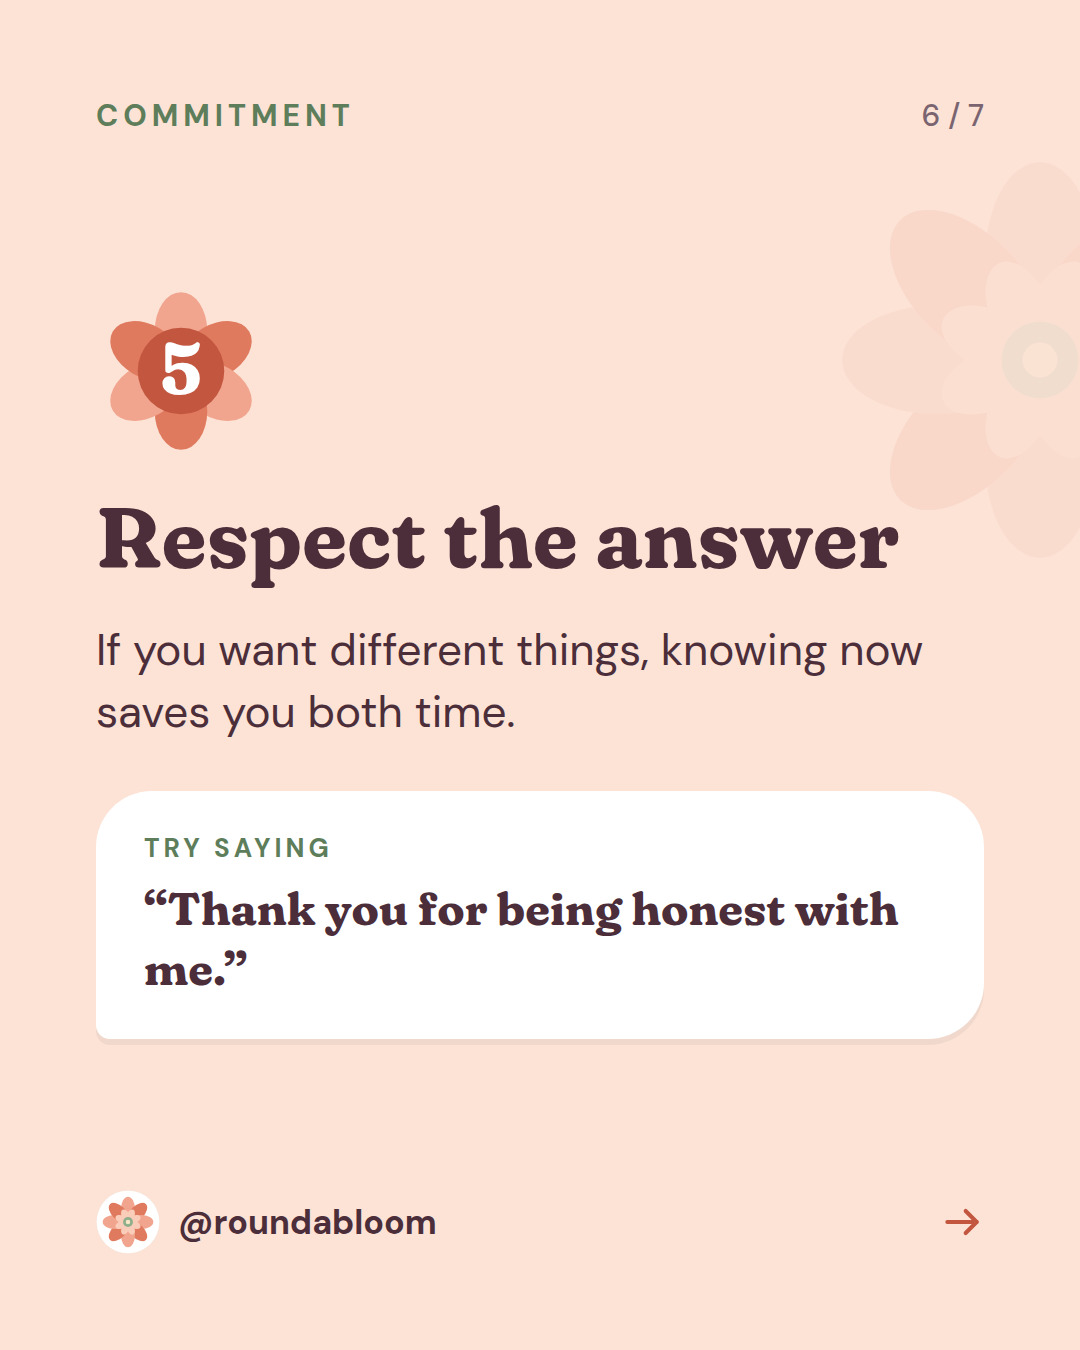 COMMITMENT
6 / 7
5
Respect the answer
If you want different things, knowing now
saves you both time.
TRY SAYING
“Thank you for being honest with
me.”
@roundabloom